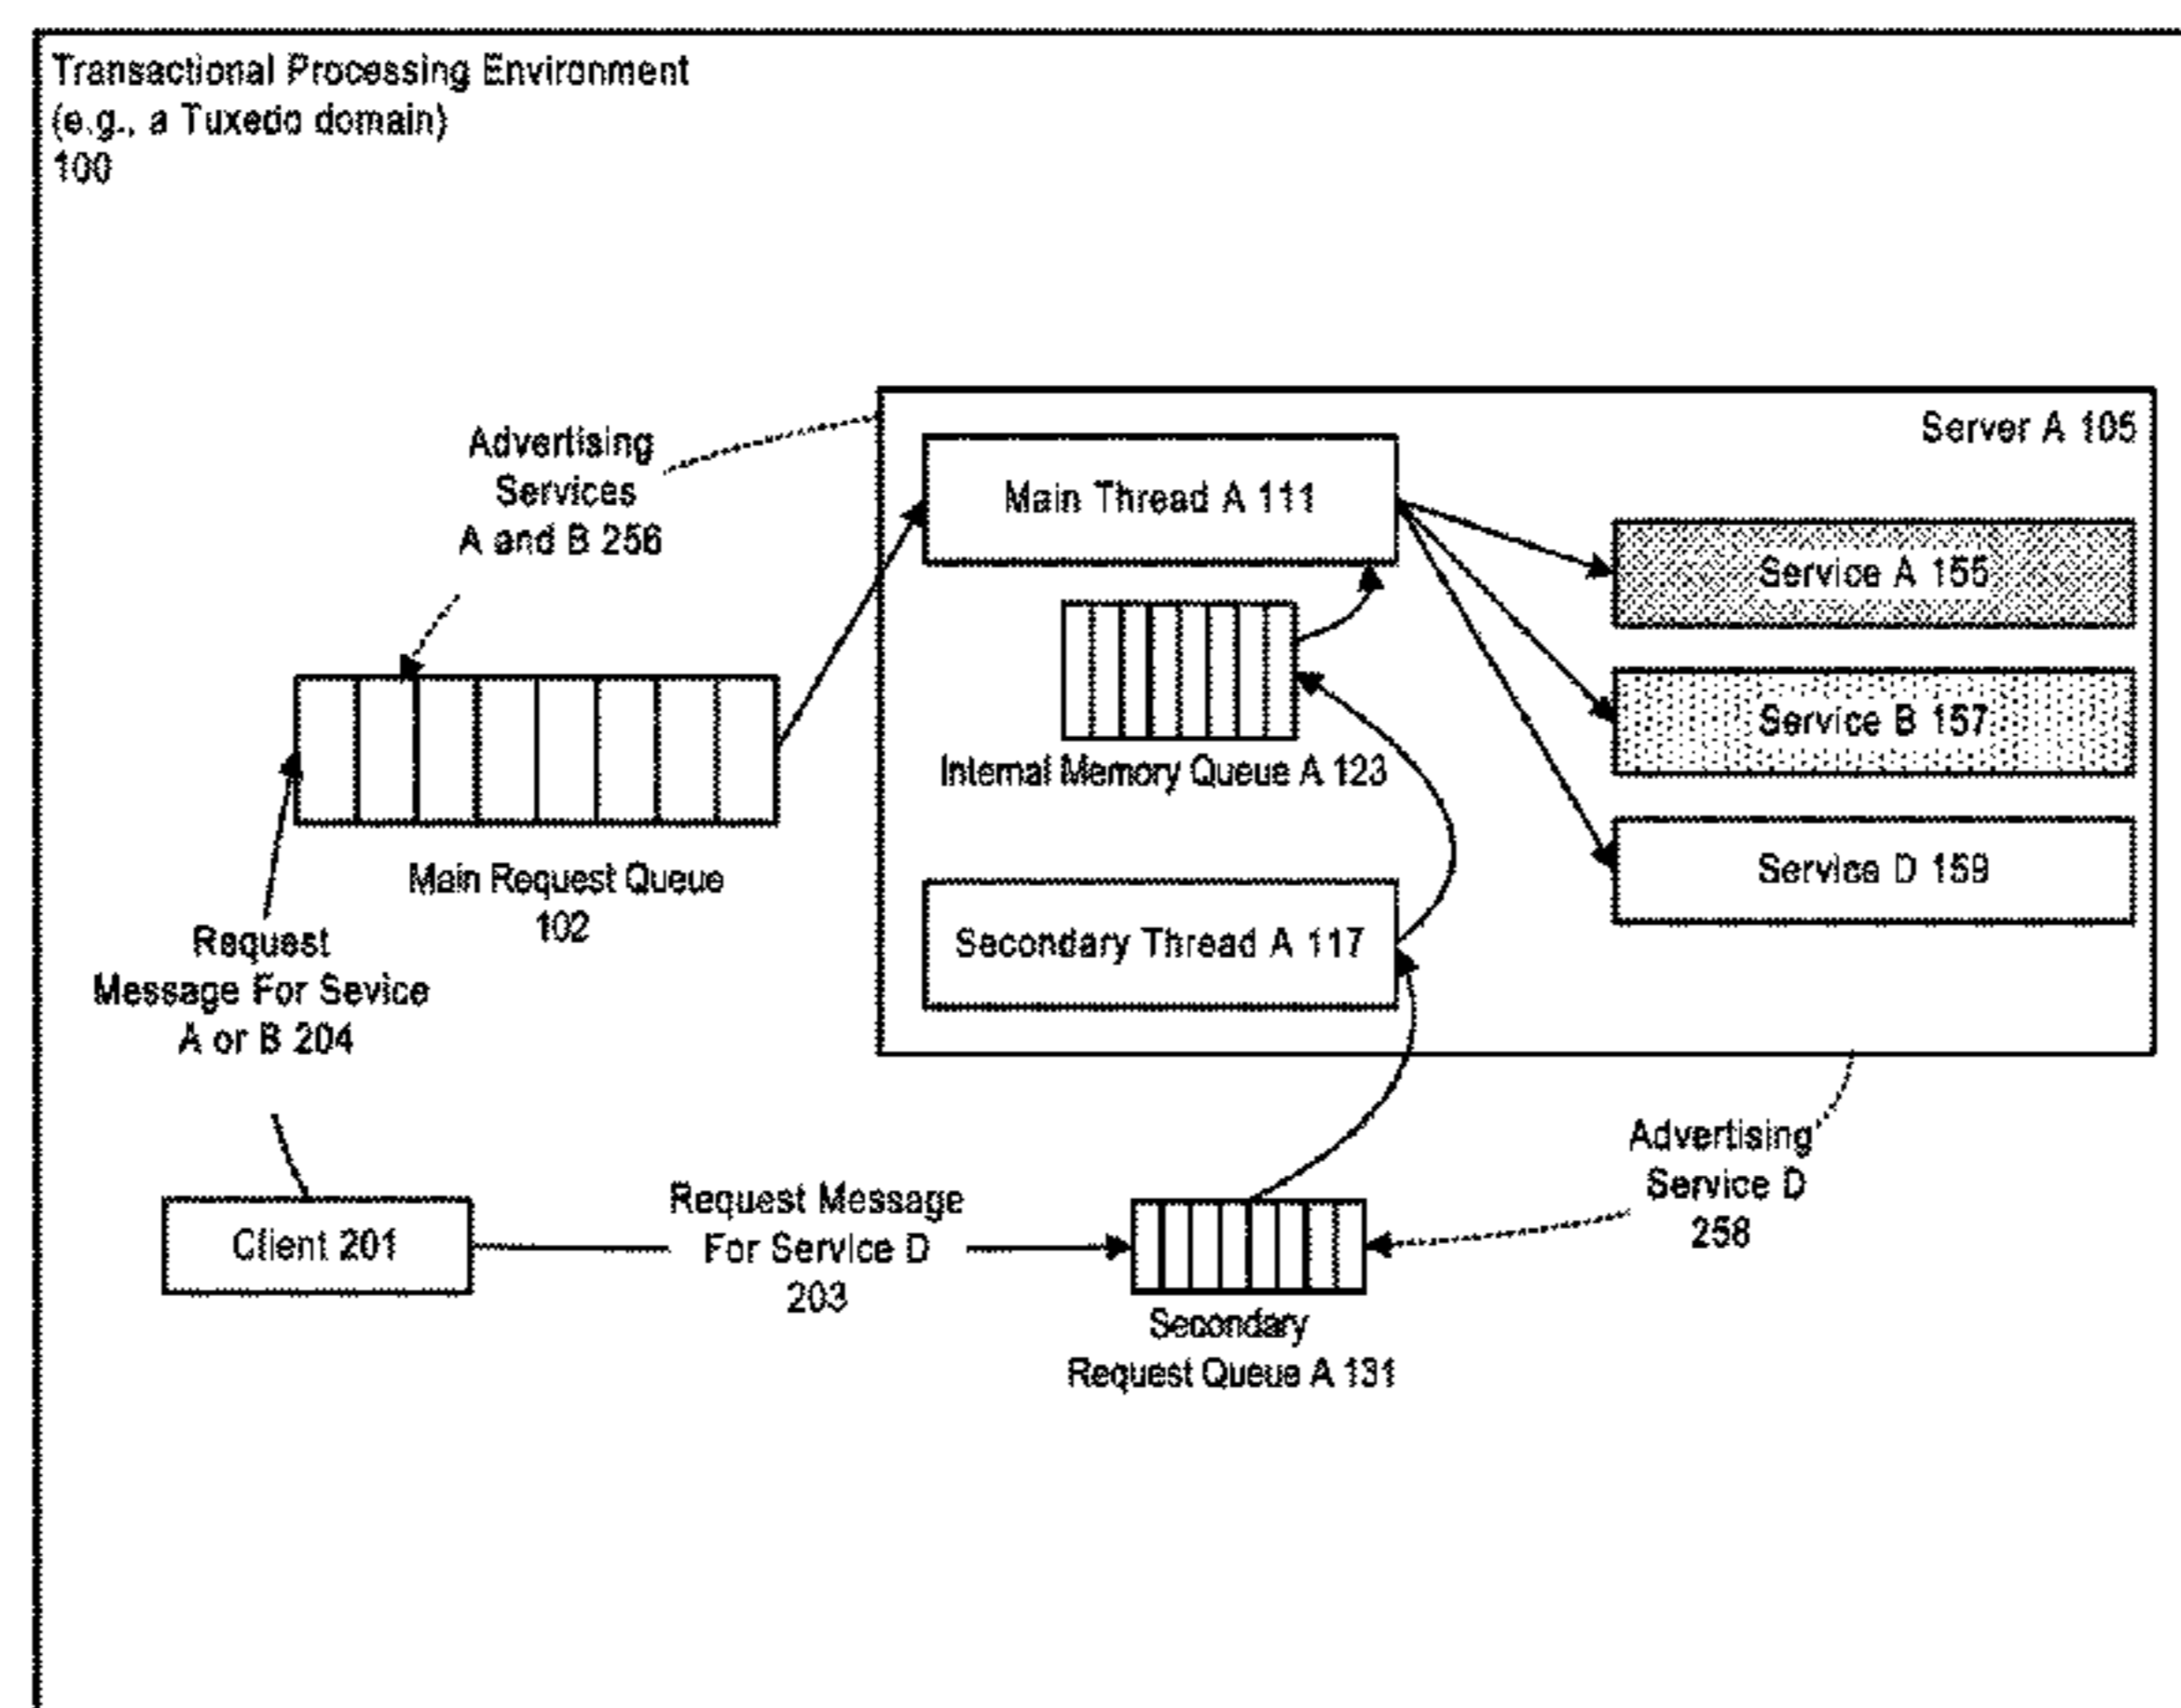 Transactional Processing Environment
(e.g., a Tuxedo domain)
100
Server A 105
Advertising
Services
A and B 256
Main Thread A 111
Service A 155
Service B 157
Internal Memory Queue A 123
Service D 159
Main Request Queue
102
Secondary Thread A 117
Request
Message For Sevice
A or B 204
Advertising
Service D
258
Client 201
Request Message
For Service D
203
Secondary
Request Queue A 131